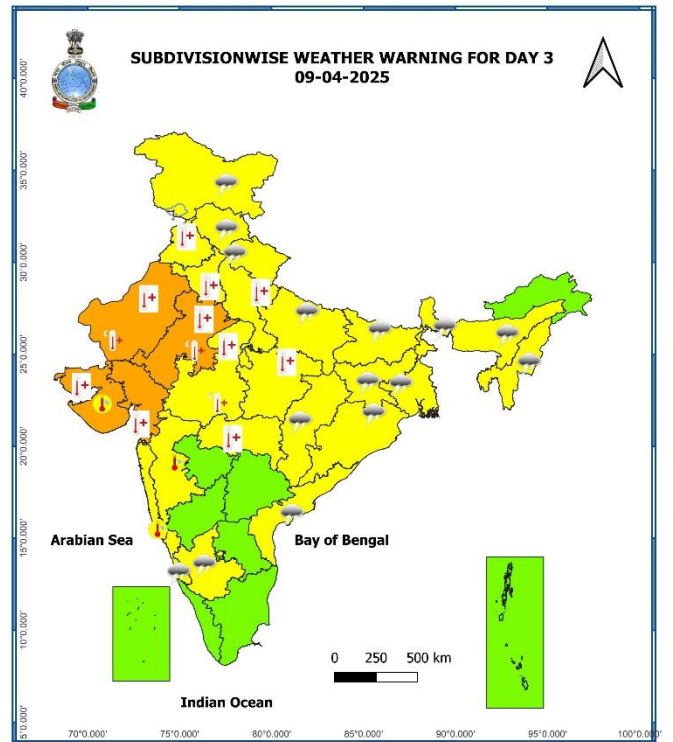 SUBDIVISIONWISE WEATHER WARNING FOR DAY 3
09-04-2025
40°0.000'
35°0.000'
30°0.000'
25°0.000'
20°0.000'
15°0.000'
10°0.000'
5°0.000'
Arabian Sea
Bay of Bengal
0 250 500 km
Indian Ocean
70°0.000' 75°0.000' 80°0.000' 85°0.000' 90°0.000' 95°0.000' 100°0.000'